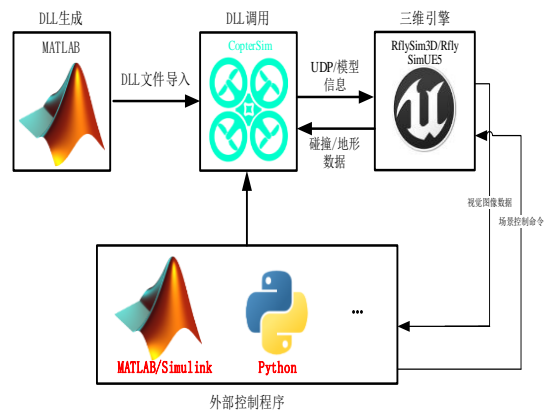 DLL生成
DLL调用
三维引擎
MATLAB
CopterSim
RflySim3D/Rfly
SimUE5
DLL文件导入
UDP/模型
信息
碰撞/地形
数据
视觉图像数据
场景控制命令
MATLAB/Simulink
Python
...
外部控制程序